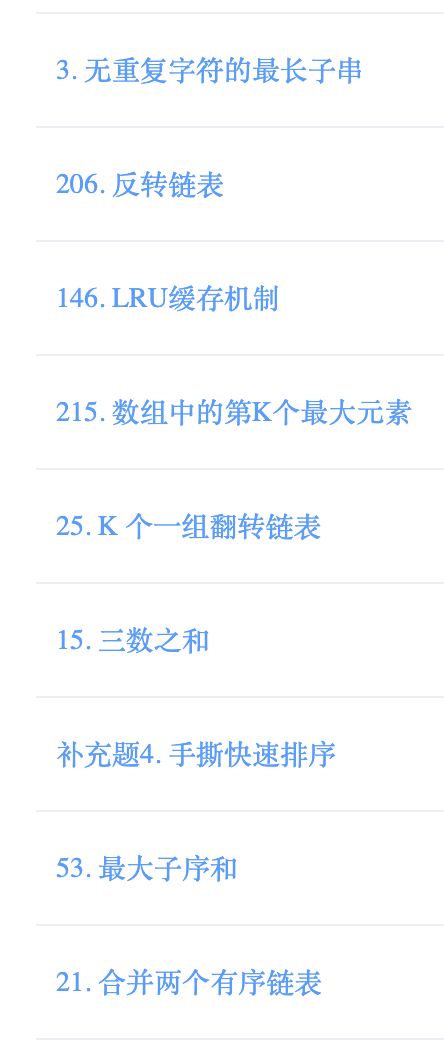 3. 无重复字符的最长子串
206. 反转链表
146. LRU缓存机制
215. 数组中的第K个最大元素
25. K 个一组翻转链表
15. 三数之和
补充题4. 手撕快速排序
53. 最大子序和
21. 合并两个有序链表